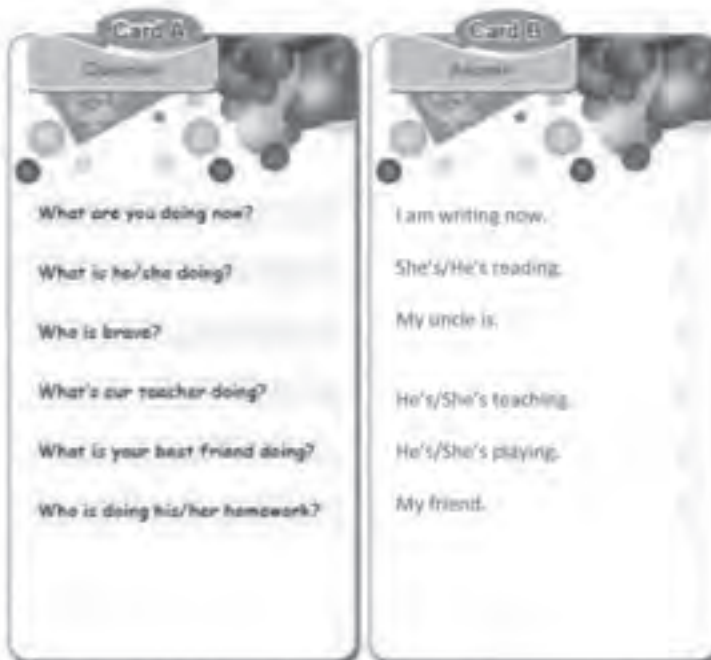 Card A
Question
What are you doing now?
What is he/she doing?
Who is brave?
What's our teacher doing?
What is your best friend doing?
Who is doing his/her homework?
Card B
Answer
I am writing now.
She's/He's reading.
My uncle is.
He's/She's teaching.
He's/She's playing.
My friend.